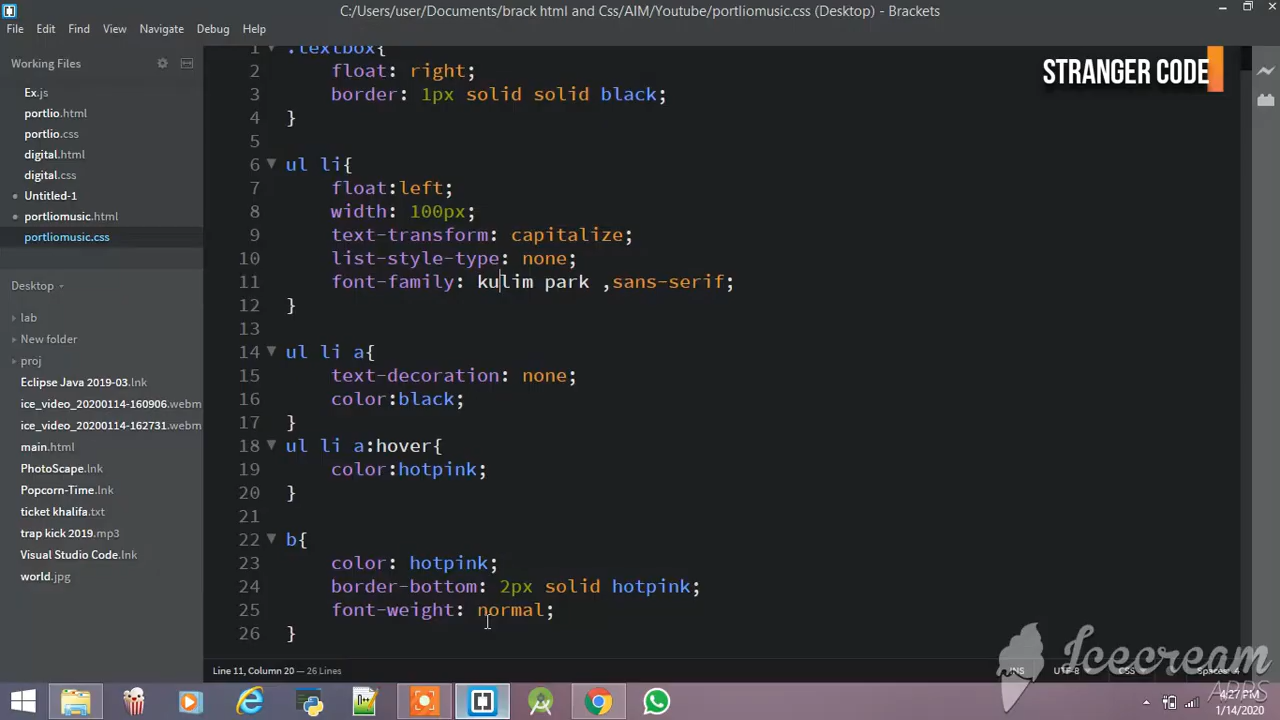 C:/Users/user/Documents/brack html and Css/AIM/Youtube/portliomusic.css (Desktop) - Brackets
File Edit Find View Navigate Debug Help
STRANGER CODE
Working Files
Ex.js
portlio.html
portlio.css
digital.html
digital.css
Untitled-1
portliomusic.html
portliomusic.css
Desktop
lab
New folder
proj
Eclipse Java 2019-03.lnk
ice_video_20200114-160906.webm
ice_video_20200114-162731.webm
main.html
PhotoScape.lnk
Popcorn-Time.lnk
ticket khalifa.txt
trap kick 2019.mp3
Visual Studio Code.lnk
world.jpg
1 .textbox{
2 float: right;
3 border: 1px solid solid black;
4 }
5
6 ul li{
7 float:left;
8 width: 100px;
9 text-transform: capitalize;
10 list-style-type: none;
11 font-family: kulim park ,sans-serif;
12 }
13
14 ul li a{
15 text-decoration: none;
16 color:black;
17 }
18 ul li a:hover{
19 color:hotpink;
20 }
21
22 b{
23 color: hotpink;
24 border-bottom: 2px solid hotpink;
25 font-weight: normal;
26 }
Line 11, Column 20 — 26 Lines
INS UTF-8 CSS Spaces: 4
Icecream
APPS
4:27 PM
1/14/2020